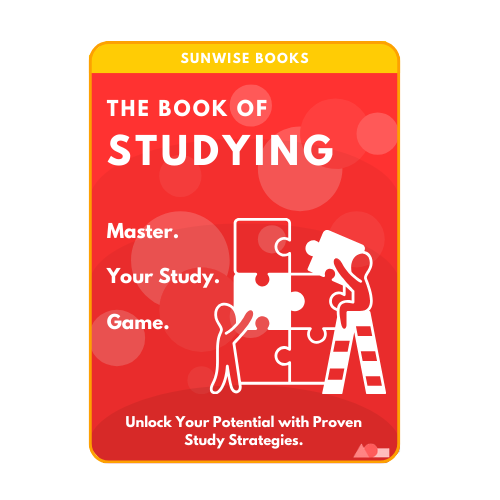 SUNWISE BOOKS
THE BOOK OF
STUDYING
Master.
Your Study.
Game.
Unlock Your Potential with Proven
Study Strategies.